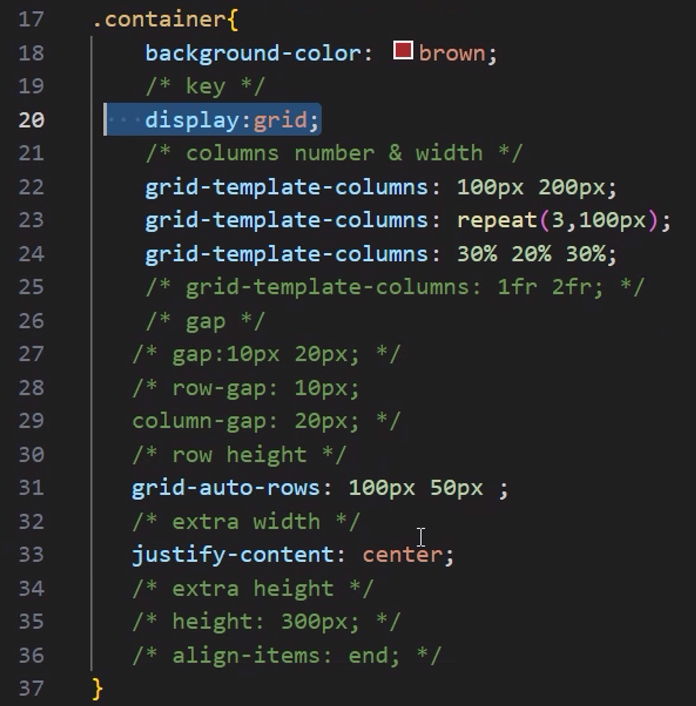 17 .container{
18 background-color: brown;
19 /* key */
20 display:grid;
21 /* columns number & width */
22 grid-template-columns: 100px 200px;
23 grid-template-columns: repeat(3,100px);
24 grid-template-columns: 30% 20% 30%;
25 /* grid-template-columns: 1fr 2fr; */
26 /* gap */
27 /* gap:10px 20px; */
28 /* row-gap: 10px;
29 column-gap: 20px; */
30 /* row height */
31 grid-auto-rows: 100px 50px ;
32 /* extra width */
33 justify-content: center;
34 /* extra height */
35 /* height: 300px; */
36 /* align-items: end; */
37 }